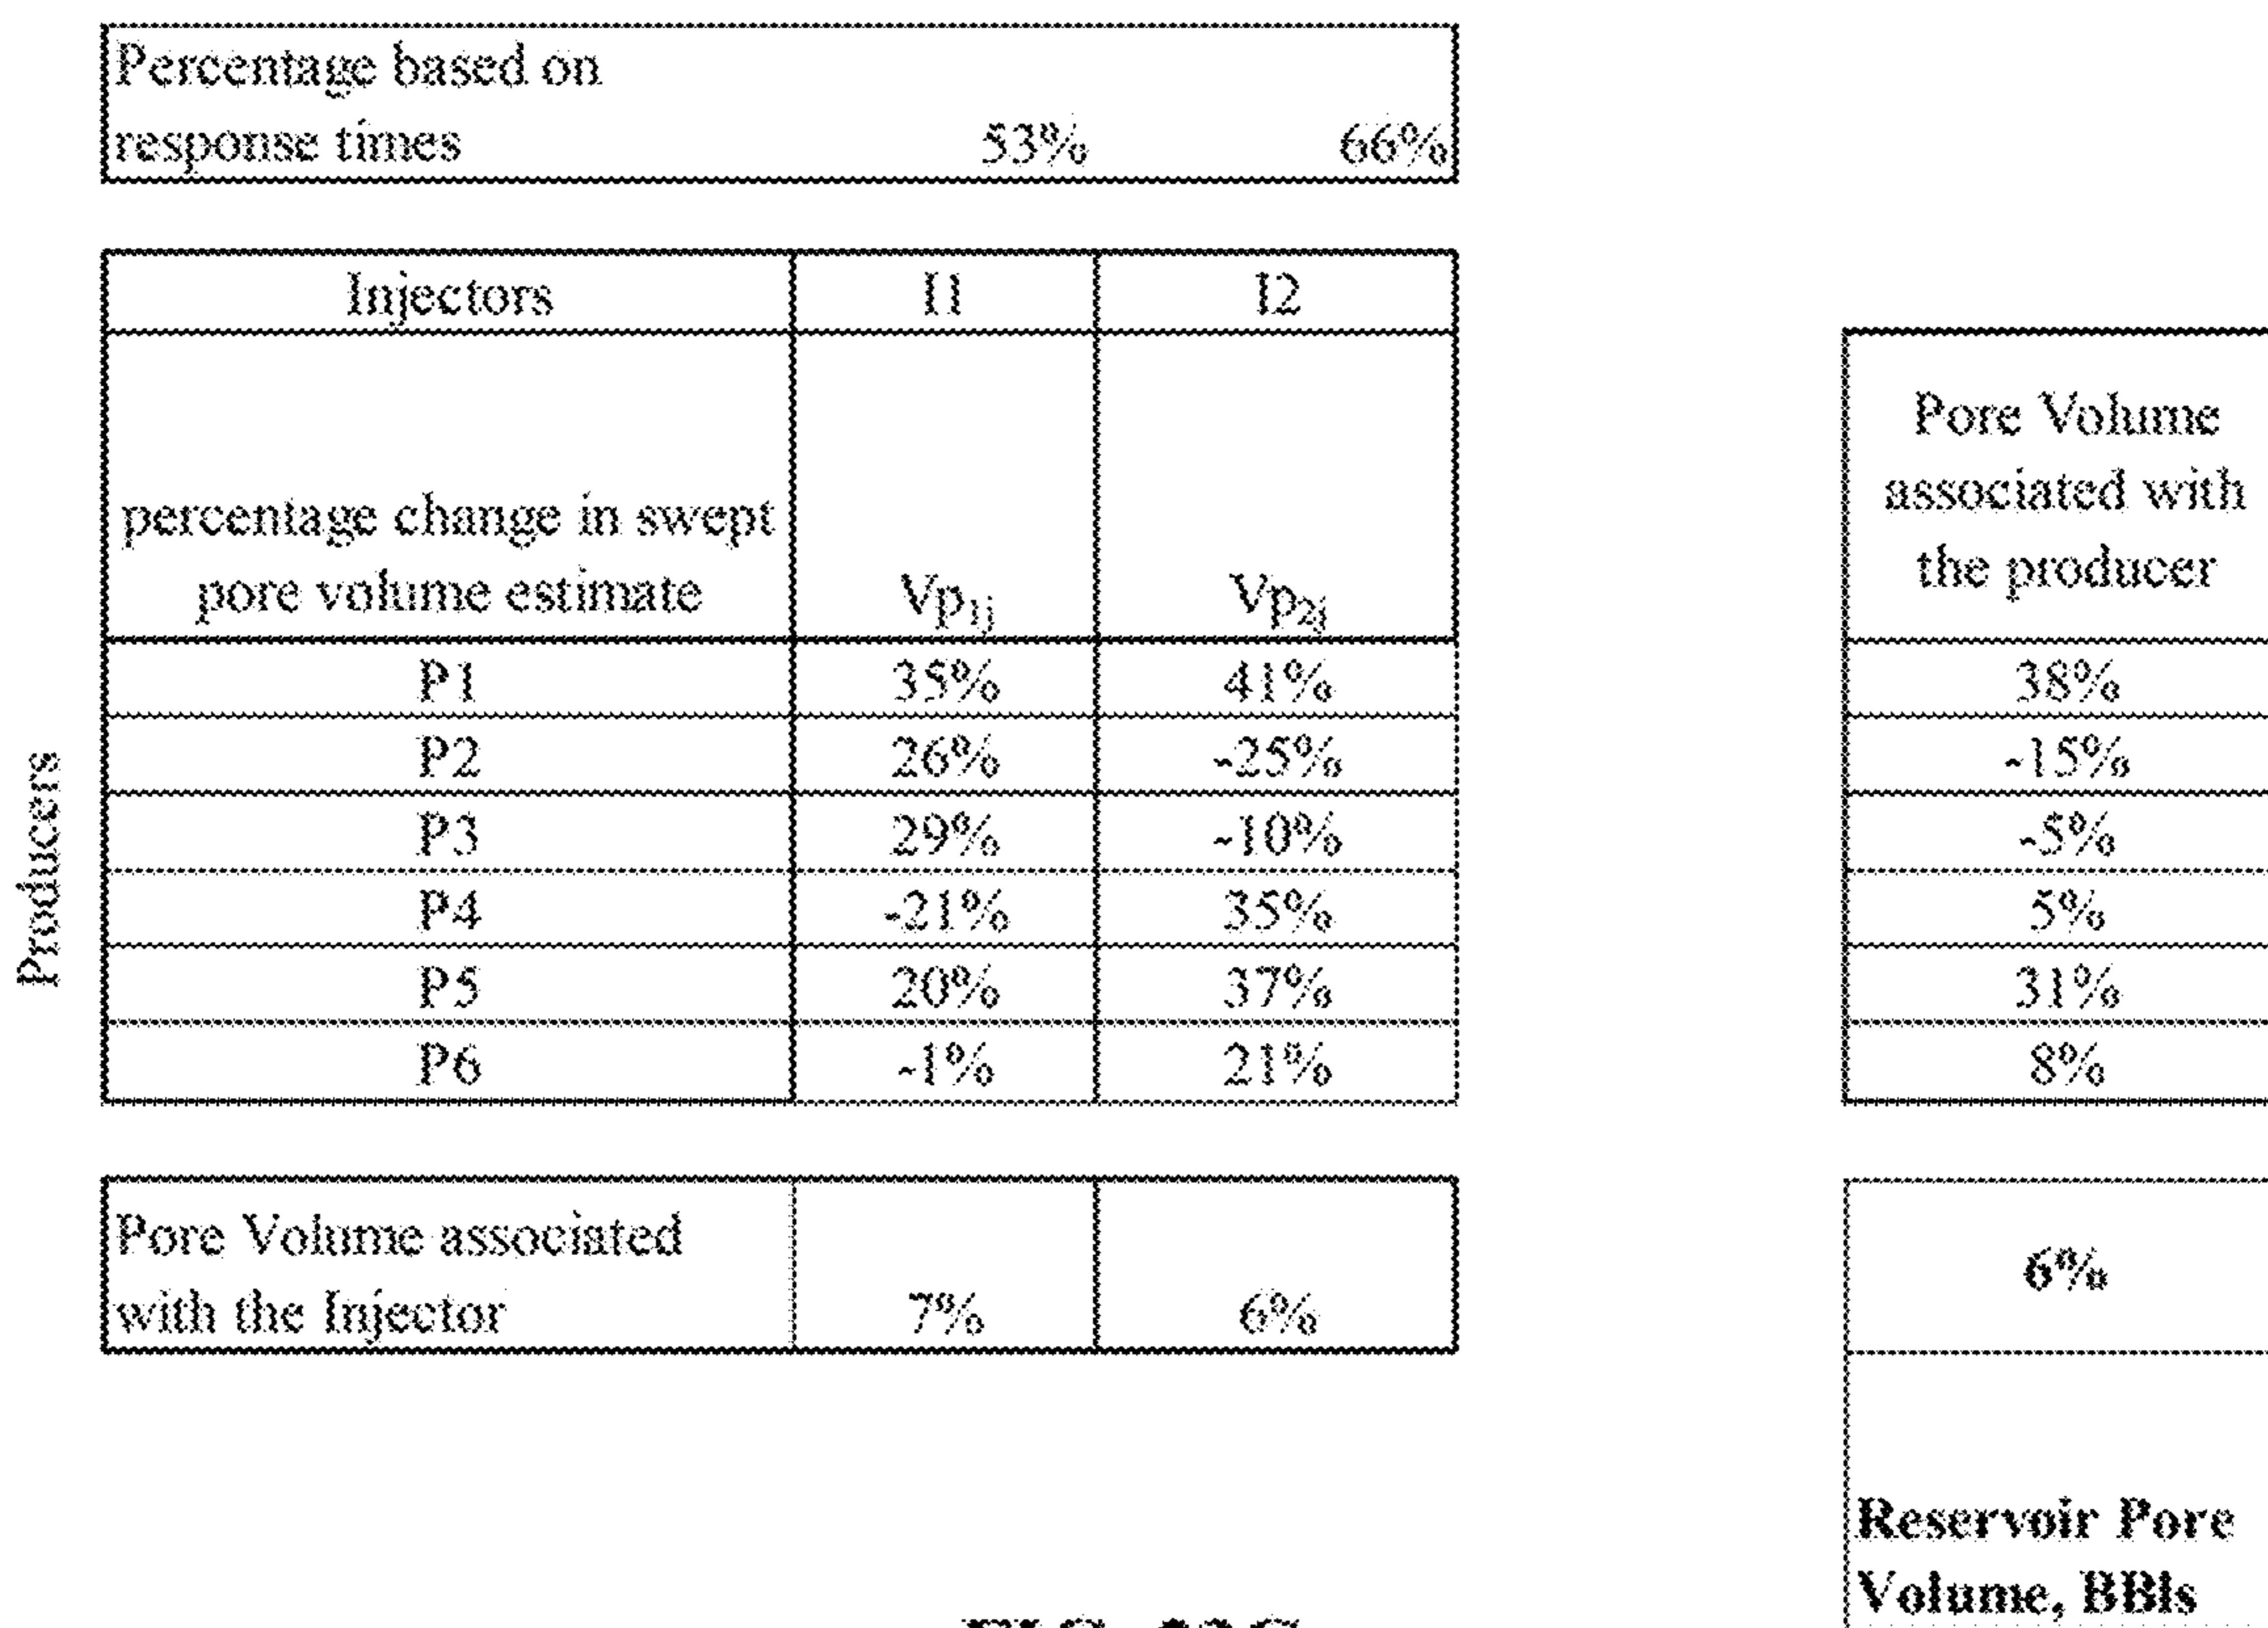 Percentage based on
response times 53% 66%
Injectors I1 I2
percentage change in swept
pore volume estimate Vp1j Vp2j
Pore Volume
associated with
the producer
Producers
P1 35% 41% 38%
P2 26% -25% -15%
P3 29% -10% -5%
P4 -21% 35% 5%
P5 20% 37% 31%
P6 -1% 21% 8%
Pore Volume associated
with the Injector 7% 6%
6%
Reservoir Pore
Volume, BBls